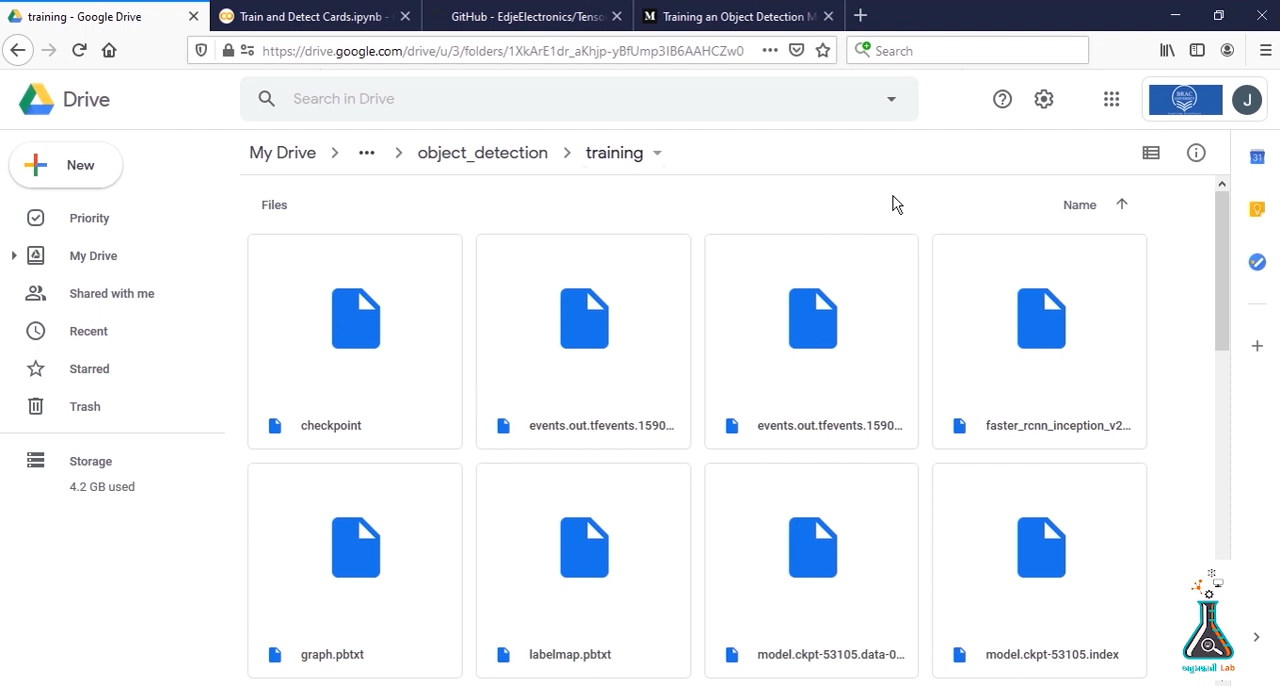 training - Google Drive
Train and Detect Cards.ipynb -
GitHub - EdjeElectronics/Tenso
Training an Object Detection M
https://drive.google.com/drive/u/3/folders/1XkArE1dr_aKhjp-yBfUmp3IB6AAHCZw0
Search
Drive
Search in Drive
J
New
My Drive > ... > object_detection > training
Priority
My Drive
Shared with me
Recent
Starred
Trash
Storage
4.2 GB used
Files
Name
31
checkpoint
events.out.tfevents.1590...
events.out.tfevents.1590...
faster_rcnn_inception_v2...
graph.pbtxt
labelmap.pbtxt
model.ckpt-53105.data-0...
model.ckpt-53105.index
Lab